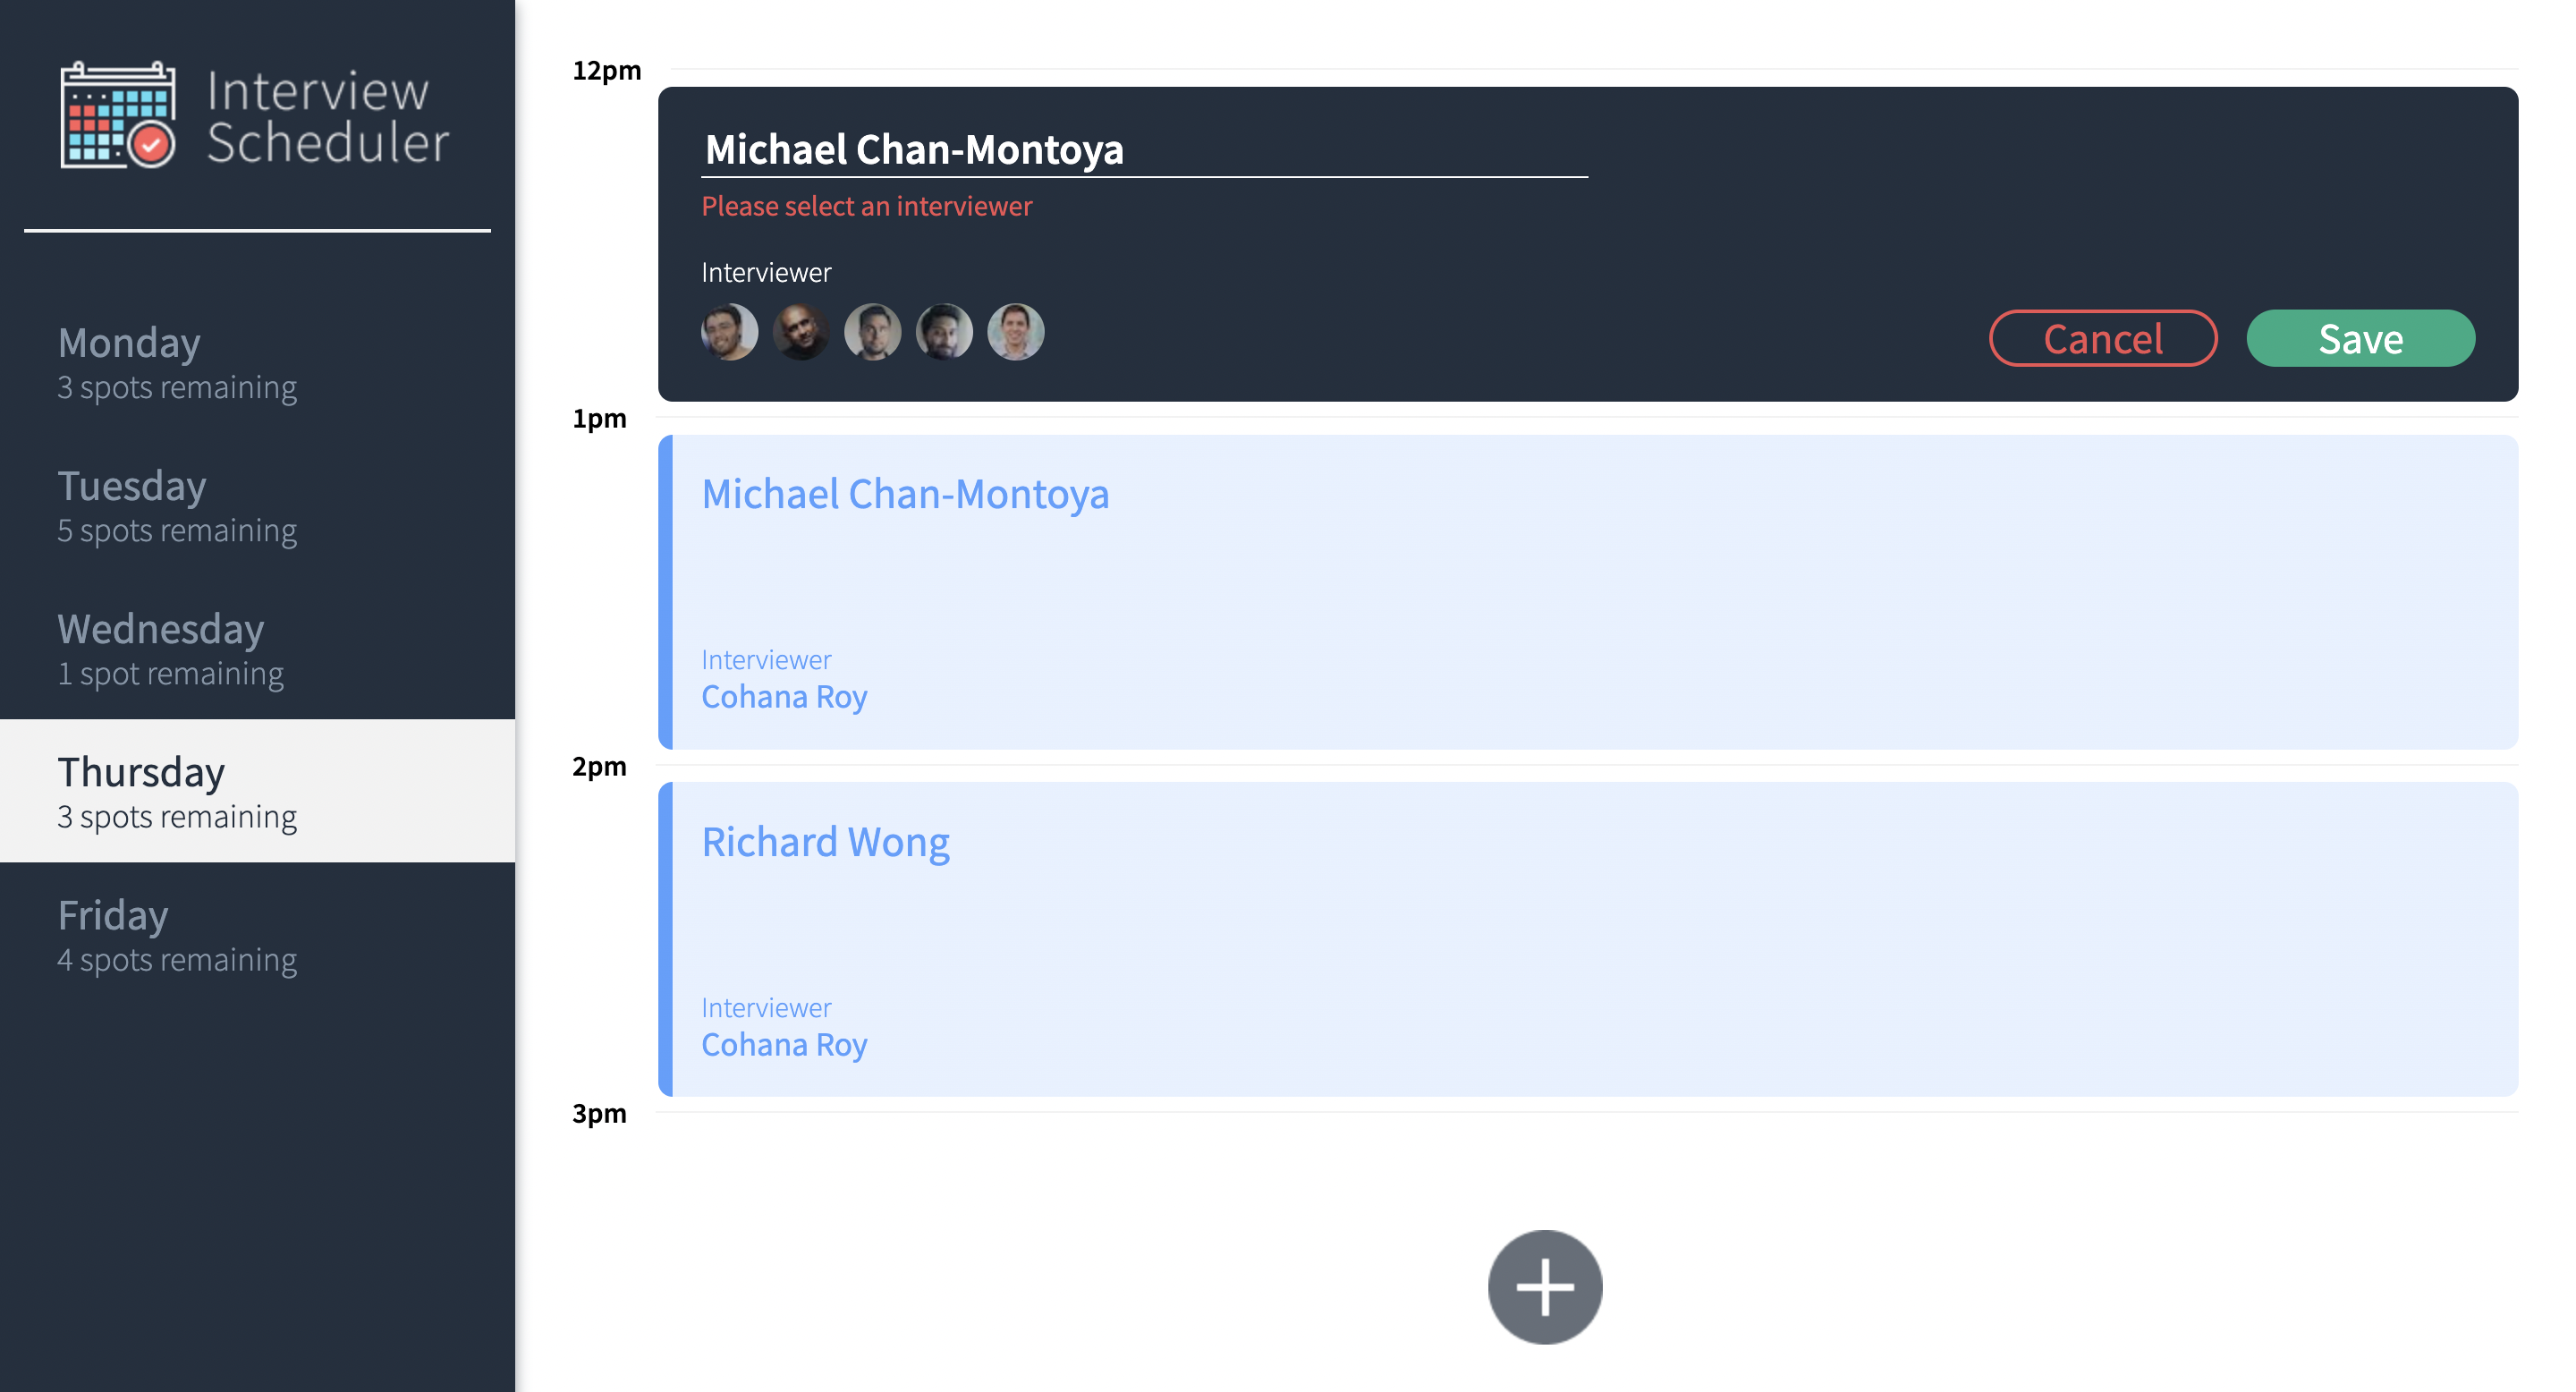 Interview
Scheduler
Monday
3 spots remaining
Tuesday
5 spots remaining
Wednesday
1 spot remaining
Thursday
3 spots remaining
Friday
4 spots remaining
12pm
Michael Chan-Montoya
Please select an interviewer
Interviewer
Cancel
Save
1pm
Michael Chan-Montoya
Interviewer
Cohana Roy
2pm
Richard Wong
Interviewer
Cohana Roy
3pm